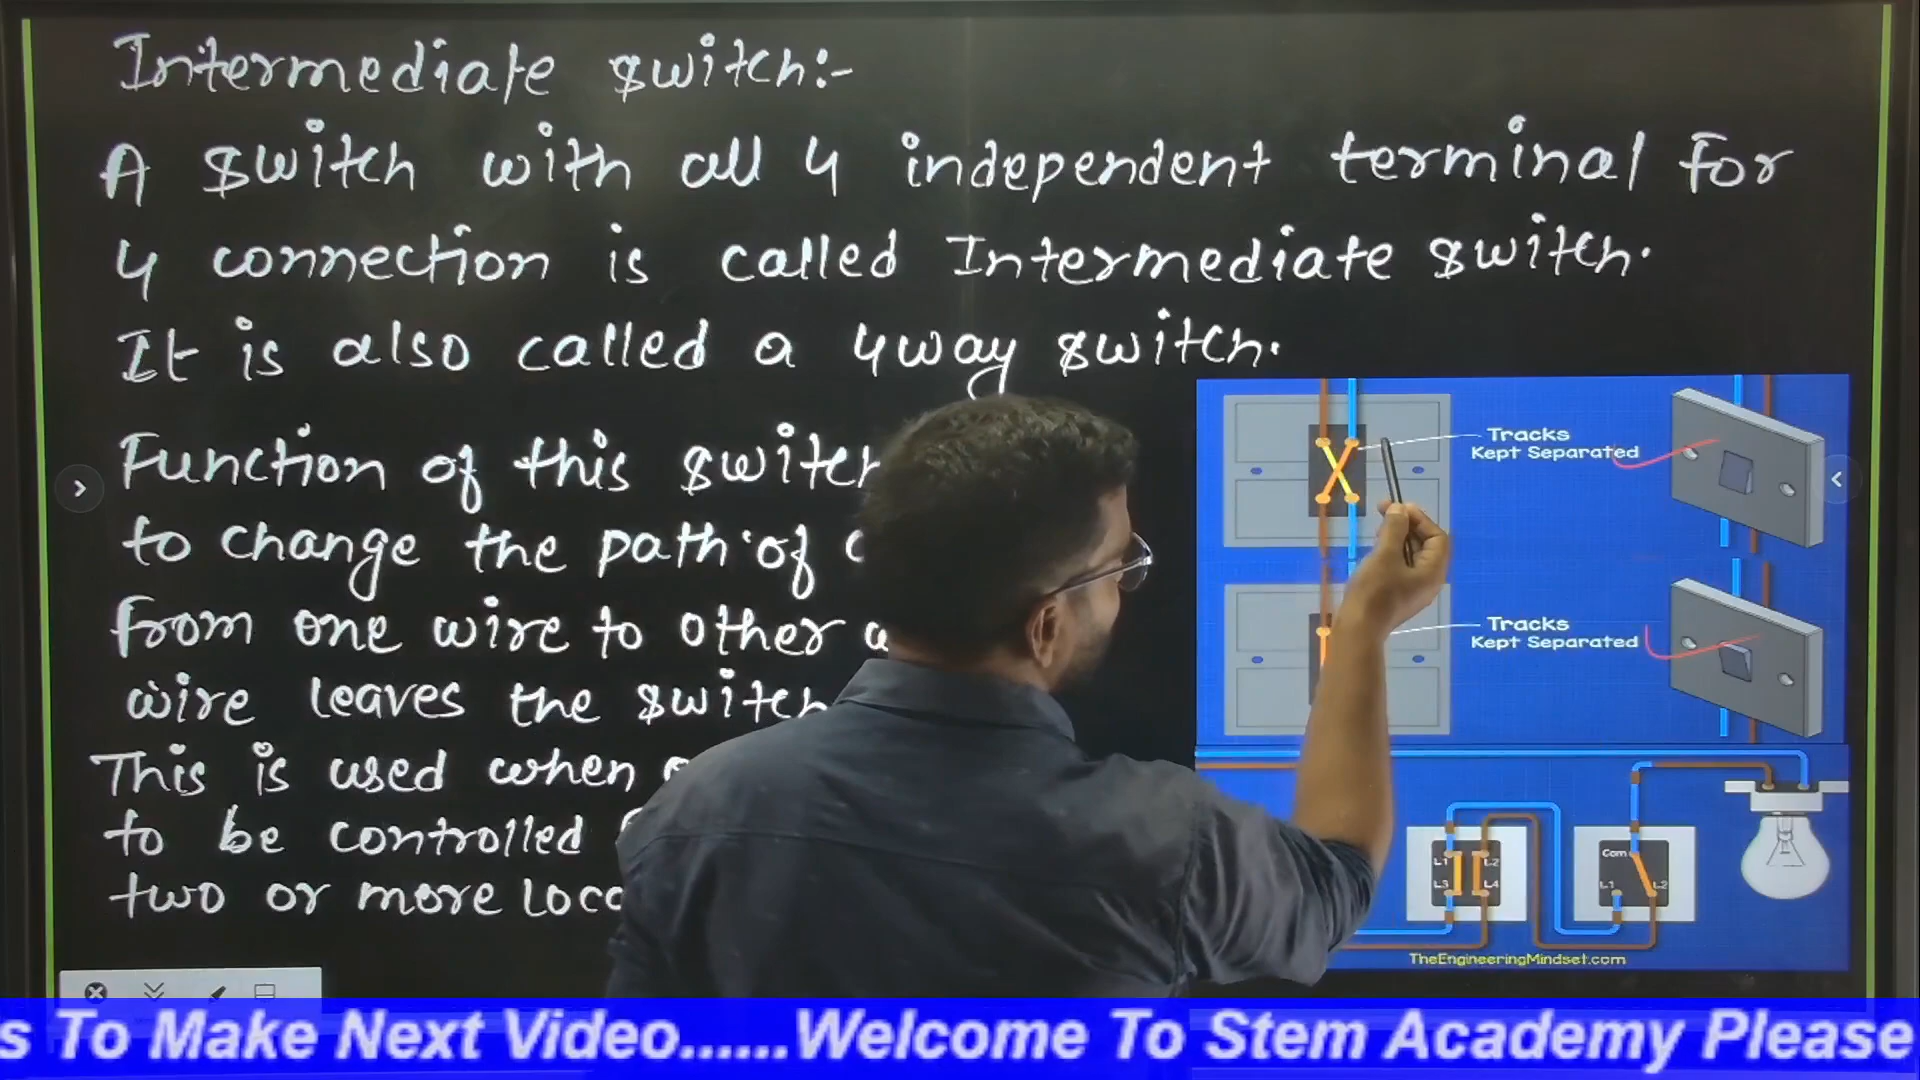 Intermediate switch:-
A switch with all 4 independent terminal for
4 connection is called Intermediate switch.
It is also called a 4way switch.
Function of this
to change the path of
from one wire to other
wire leaves the
This is used when
to be controlled
two or more
Tracks
Kept Separated
Tracks
Kept Separated
L1 L2
L3 L4
Com
L1 L2
TheEngineeringMindset.com
To Make Next Video......Welcome To Stem Academy Please